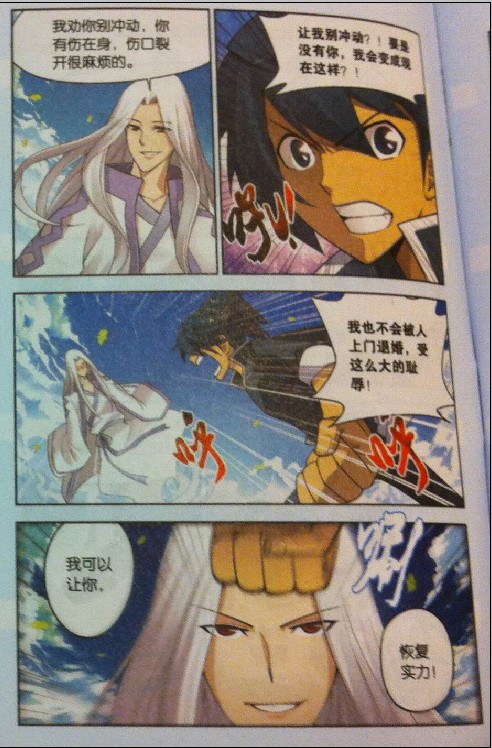 我劝你别冲动，你
有伤在身，伤口裂
开很麻烦的。
让我别冲动？！要是
没有你，我会变成现
在这样？！
呼!
我也不会被人
上门退婚，受
这么大的耻
辱！
呼
呼
我可以
让你，
唰
恢复
实力！